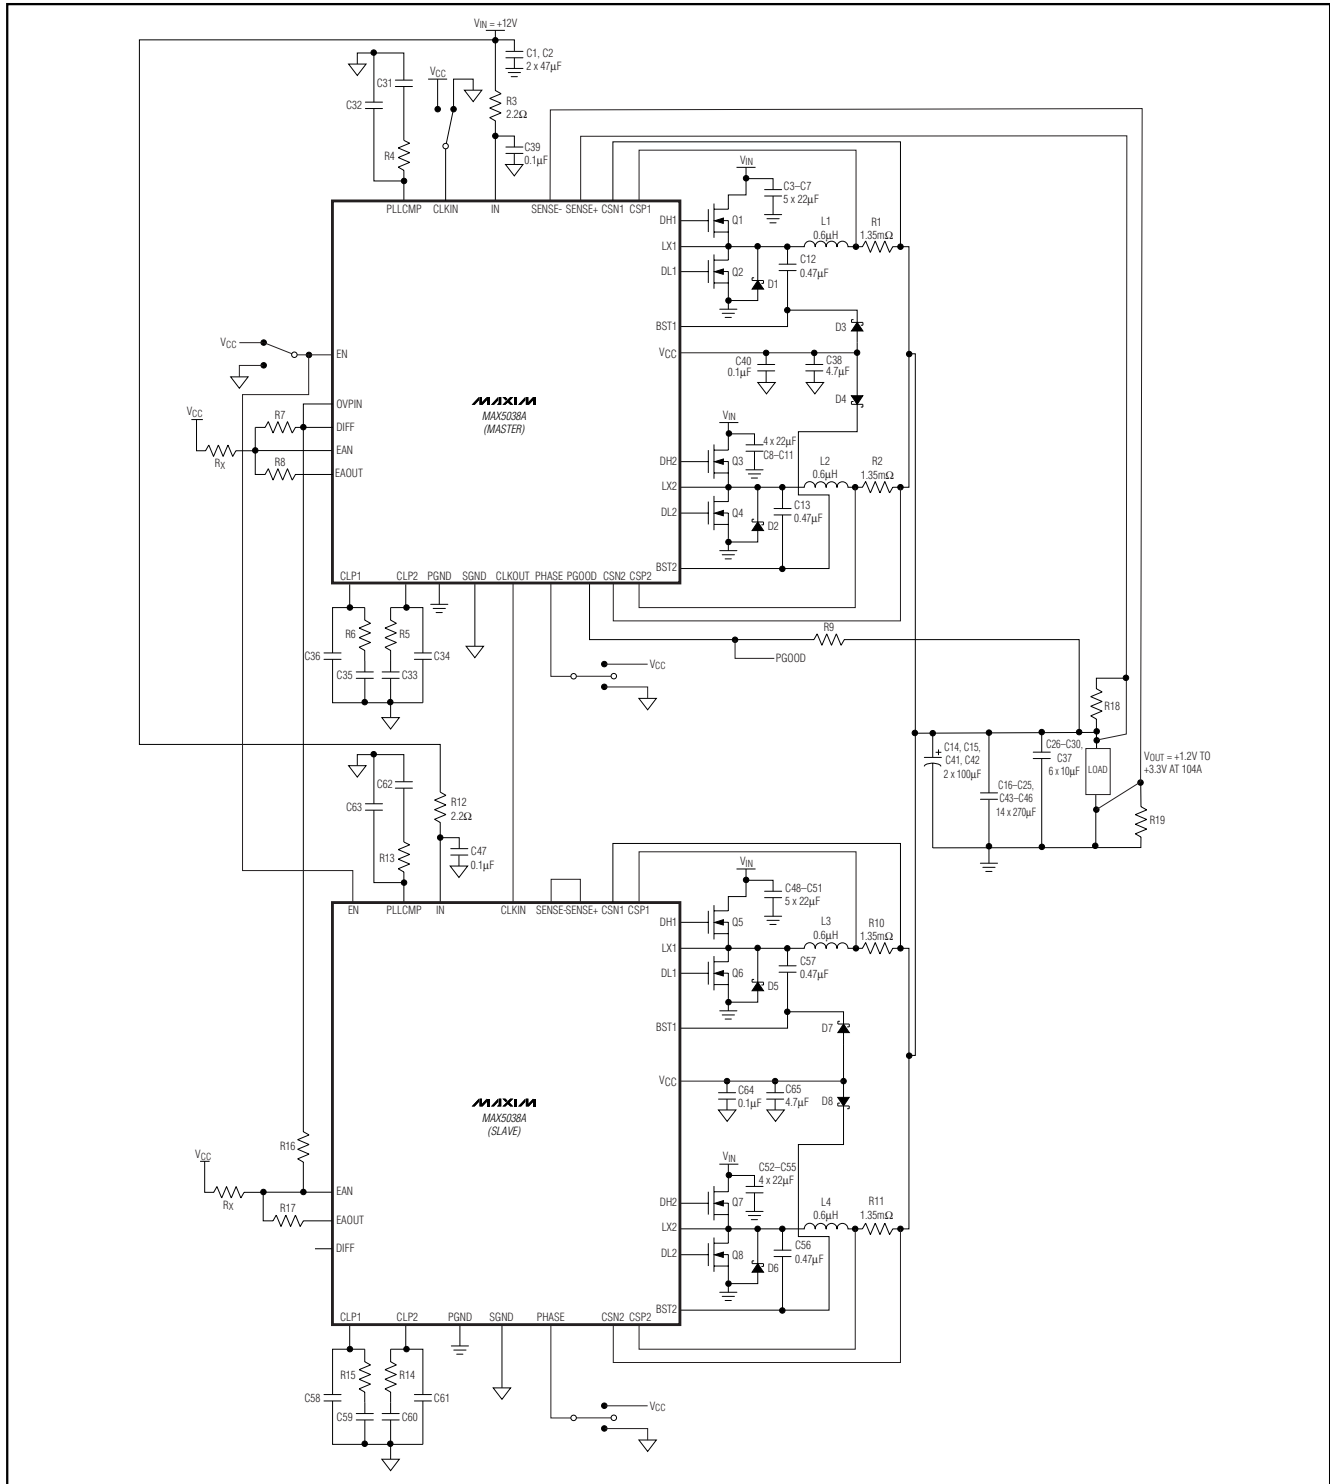 VIN = +12V
C1, C2
2 x 47µF
C31
C32
R4
VCC
R3
2.2Ω
C39
0.1µF
PLLCMP
CLKIN
IN
SENSE-
SENSE+
CSN1
CSP1
VIN
C3–C7
5 x 22µF
DH1
Q1
LX1
L1
0.6µH
R1
1.35mΩ
DL1
Q2
D1
C12
0.47µF
BST1
D3
VCC
EN
VCC
C40
0.1µF
C38
4.7µF
D4
MAXIM
MAX5038A
(MASTER)
OVPIN
DIFF
EAN
EAOUT
VCC
RX
R7
R8
VIN
4 x 22µF
C8–C11
DH2
Q3
LX2
L2
0.6µH
R2
1.35mΩ
DL2
Q4
D2
C13
0.47µF
BST2
CLP1
CLP2
PGND
SGND
CLKOUT
PHASE
PGOOD
CSN2
CSP2
C36
R6
R5
C34
C35
C33
R9
PGOOD
VCC
R18
C14, C15,
C41, C42
2 x 100µF
C16–C25,
C43–C46
14 x 270µF
C26–C30,
C37
6 x 10µF
LOAD
VOUT = +1.2V TO
+3.3V AT 104A
R19
C62
C63
R13
R12
2.2Ω
C47
0.1µF
EN
PLLCMP
IN
CLKIN
SENSE-
SENSE+
CSN1
CSP1
VIN
C48–C51
5 x 22µF
DH1
Q5
LX1
L3
0.6µH
R10
1.35mΩ
DL1
Q6
D5
C57
0.47µF
BST1
D7
VCC
C64
0.1µF
C65
4.7µF
D8
MAXIM
MAX5038A
(SLAVE)
R16
VCC
RX
R17
EAN
EAOUT
DIFF
VIN
C52–C55
4 x 22µF
DH2
Q7
LX2
L4
0.6µH
R11
1.35mΩ
DL2
Q8
D6
C56
0.47µF
BST2
CLP1
CLP2
PGND
SGND
PHASE
CSN2
CSP2
C58
R15
R14
C61
C59
C60
VCC